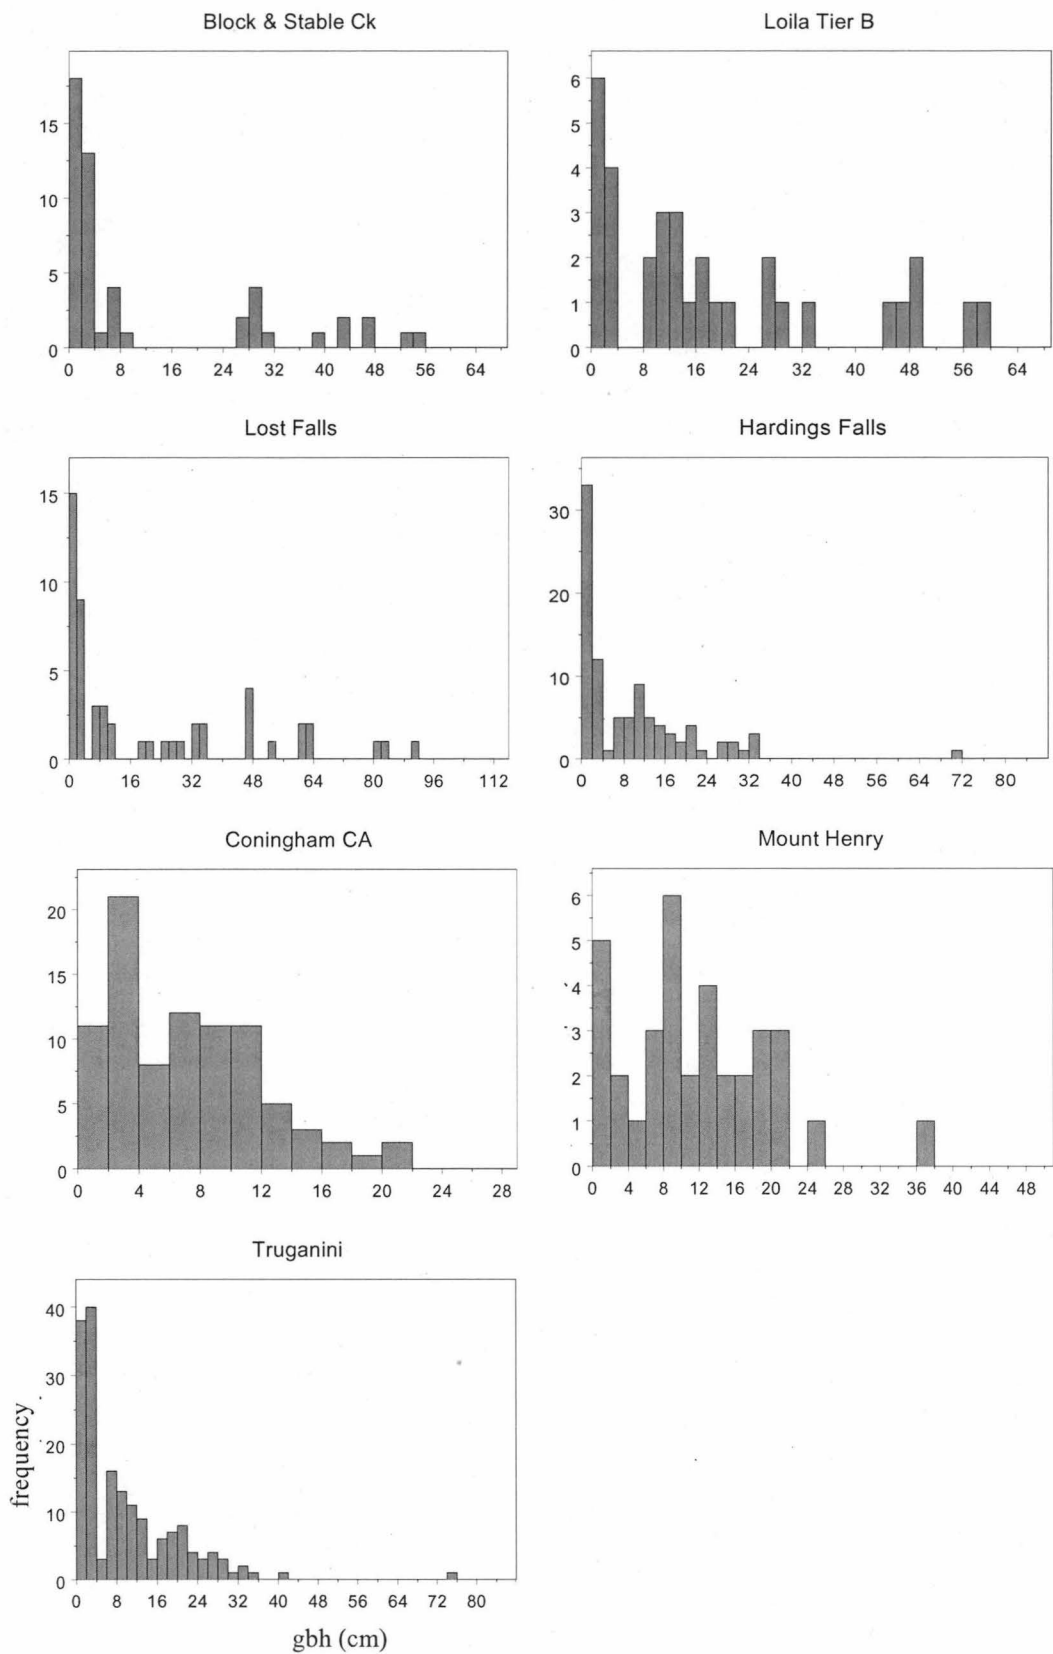 Block & Stable Ck
15
10
5
0
0 8 16 24 32 40 48 56 64
Loila Tier B
6
5
4
3
2
1
0
0 8 16 24 32 40 48 56 64
Lost Falls
15
10
5
0
0 16 32 48 64 80 96 112
Hardings Falls
30
20
10
0
0 8 16 24 32 40 48 56 64 72 80
Coningham CA
20
15
10
5
0
0 4 8 12 16 20 24 28
Mount Henry
6
5
4
3
2
1
0
0 4 8 12 16 20 24 28 32 36 40 44 48
Truganini
40
30
20
10
0
frequency
0 8 16 24 32 40 48 56 64 72 80
gbh (cm)